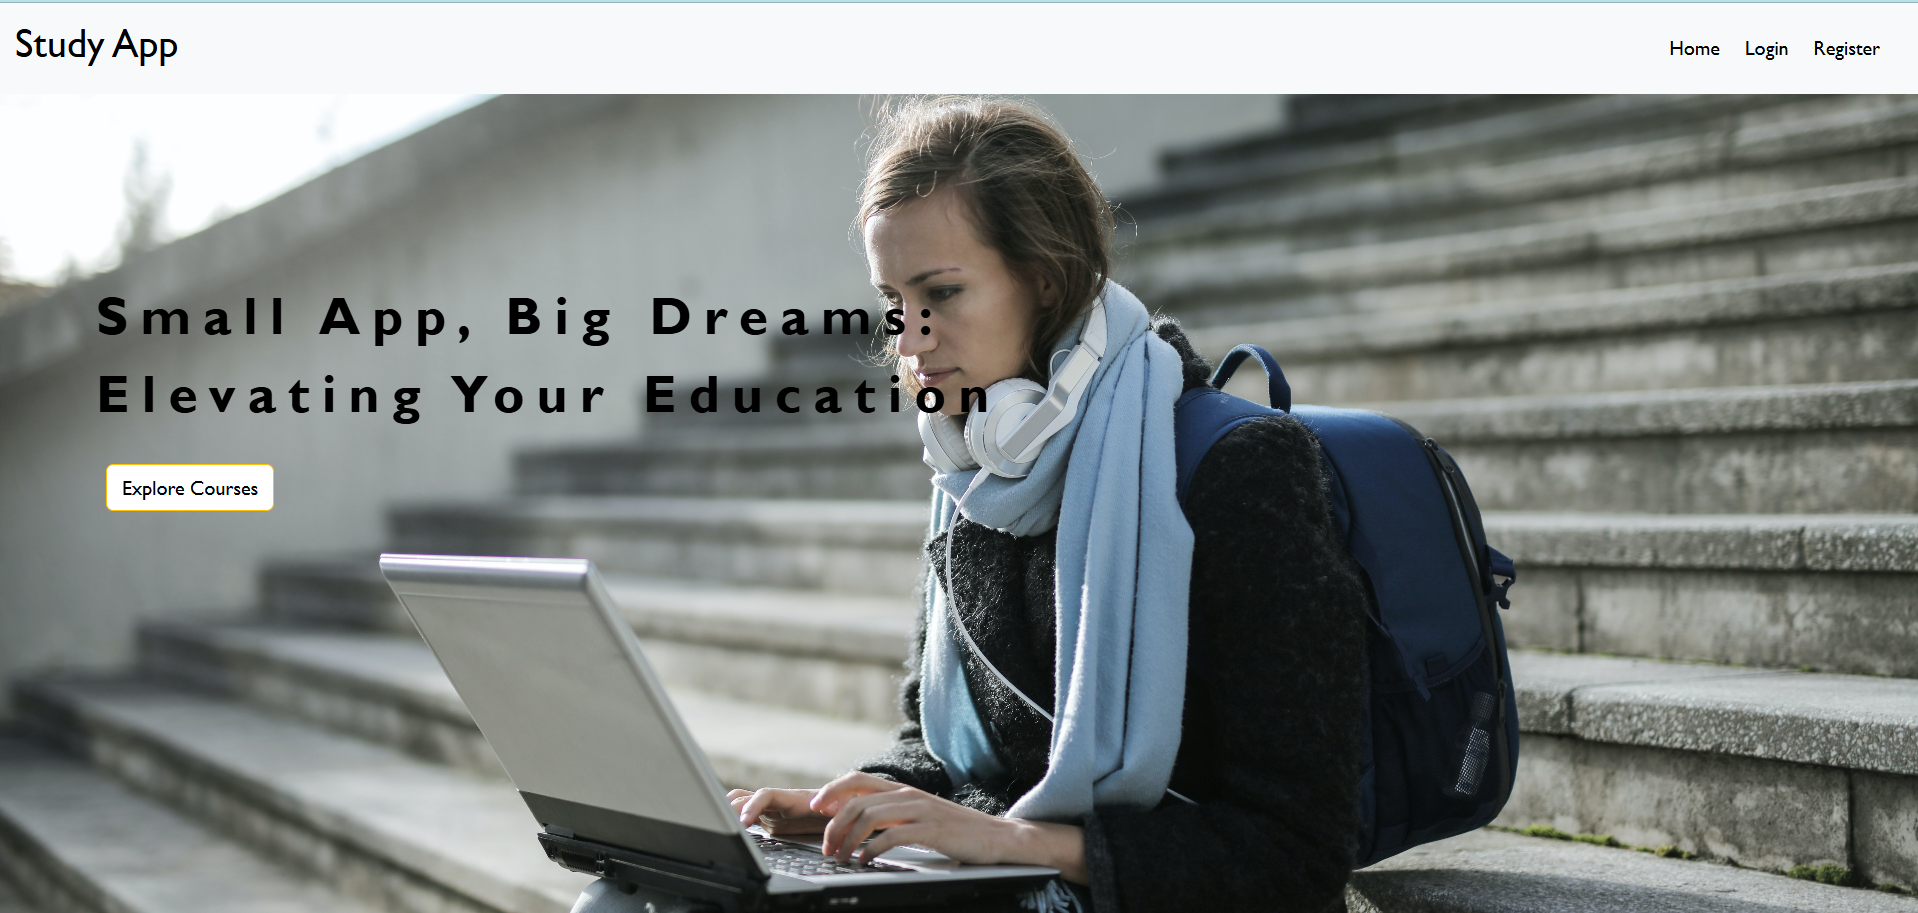 Study App
Home Login Register
Small App, Big Dreams:
Elevating Your Education
Explore Courses